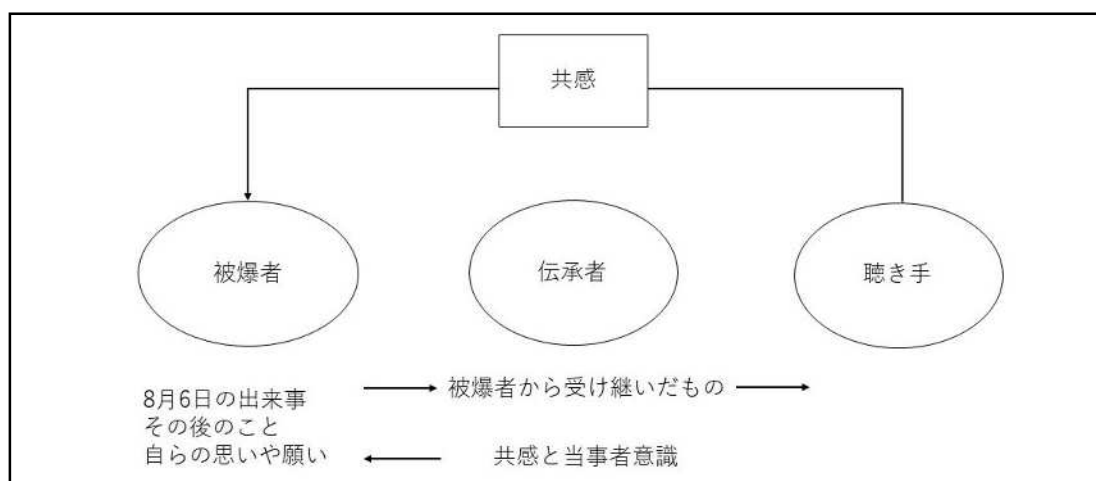 共感
被爆者
伝承者
聴き手
8月6日の出来事
その後のこと
自らの思いや願い
被爆者から受け継いだもの
共感と当事者意識